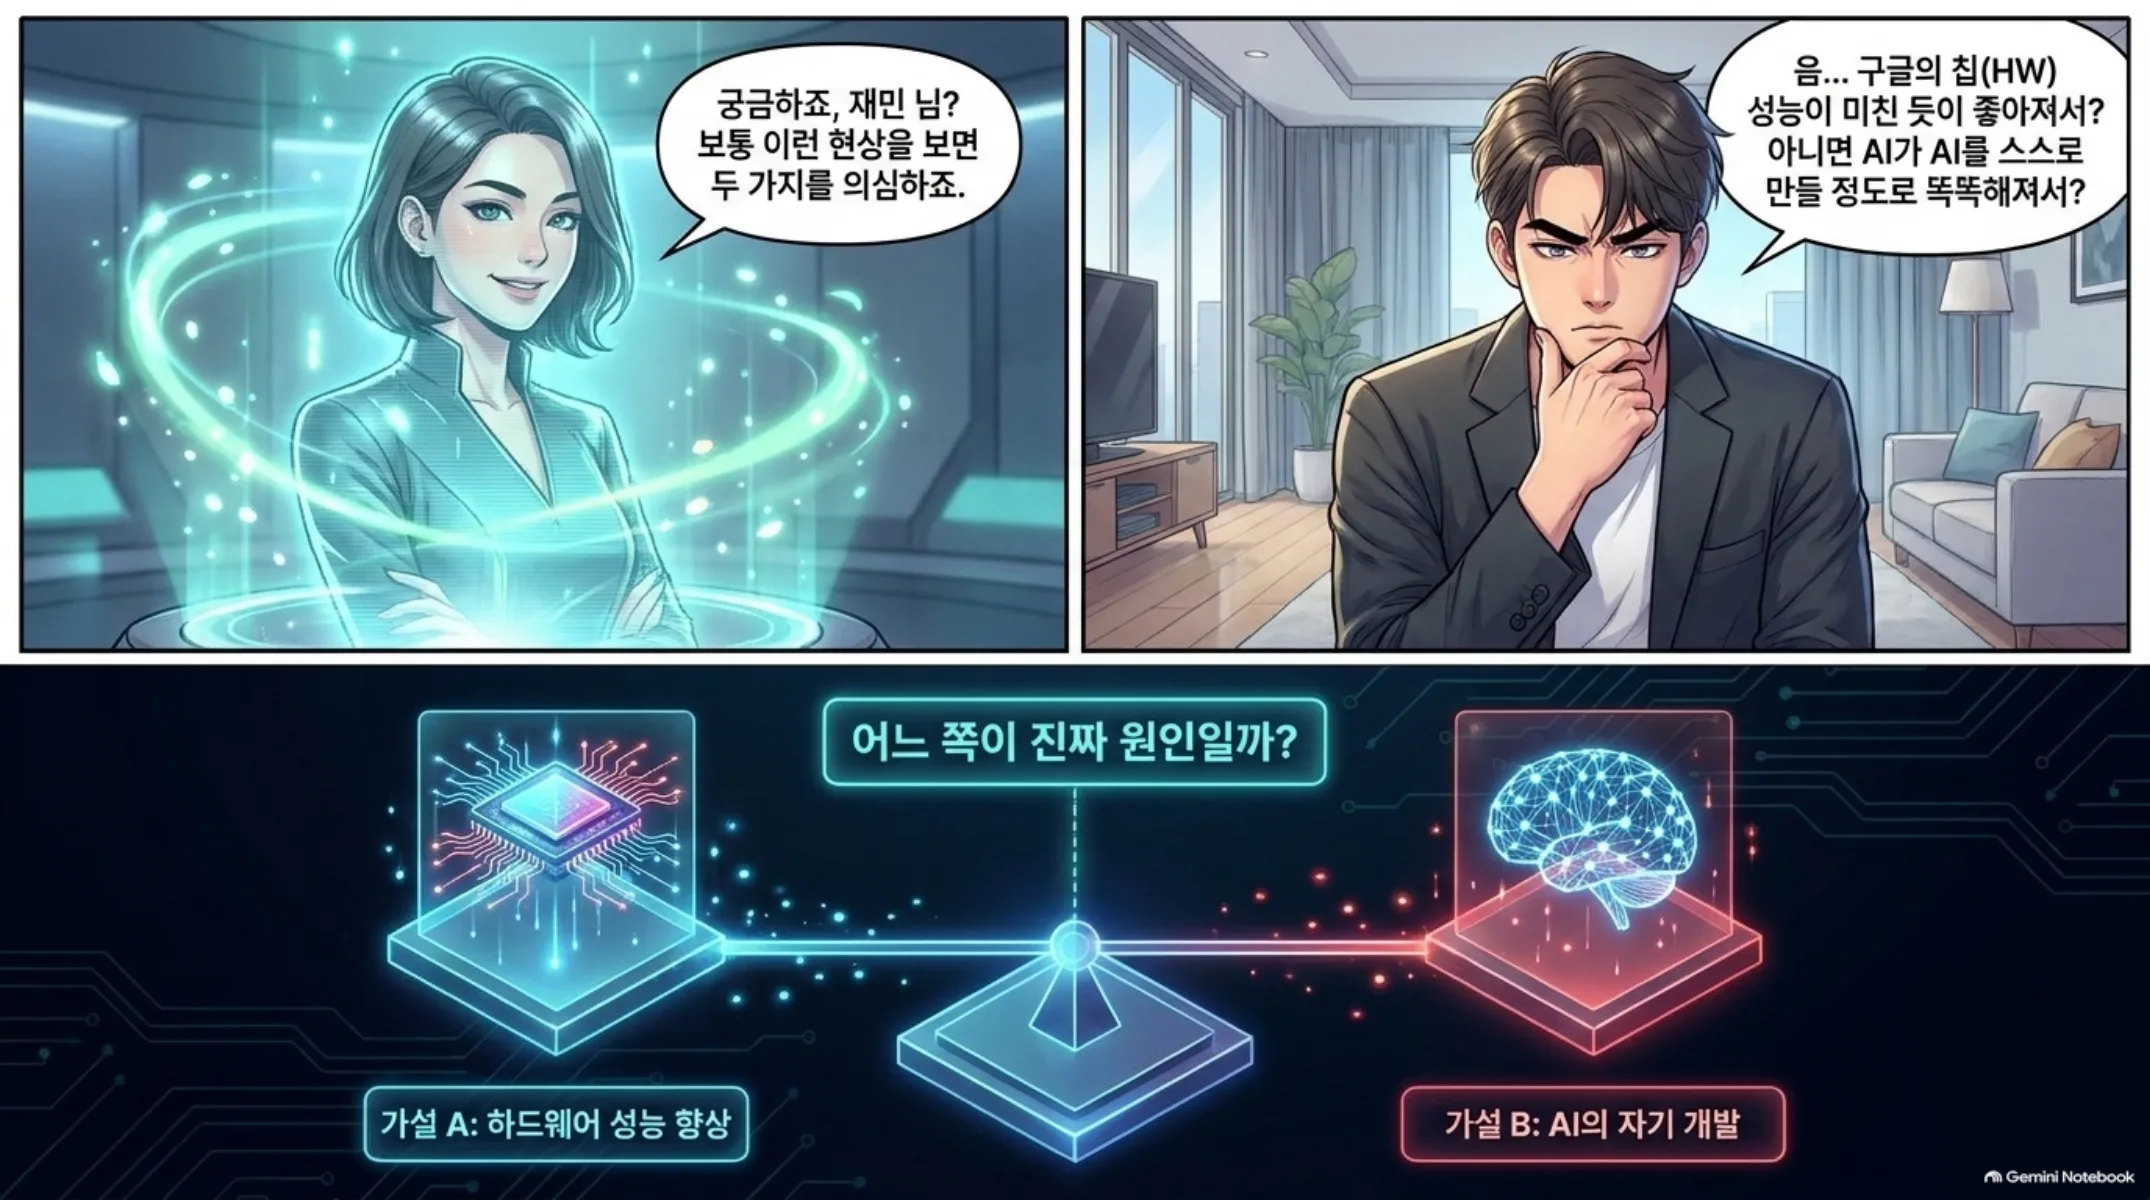 궁금하죠, 재민 님?
보통 이런 현상을 보면
두 가지를 의심하죠.
음... 구글의 칩(HW)
성능이 미친 듯이 좋아져서?
아니면 AI가 AI를 스스로
만들 정도로 똑똑해져서?
어느 쪽이 진짜 원인일까?
가설 A: 하드웨어 성능 향상
가설 B: AI의 자기 개발
Gemini Notebook